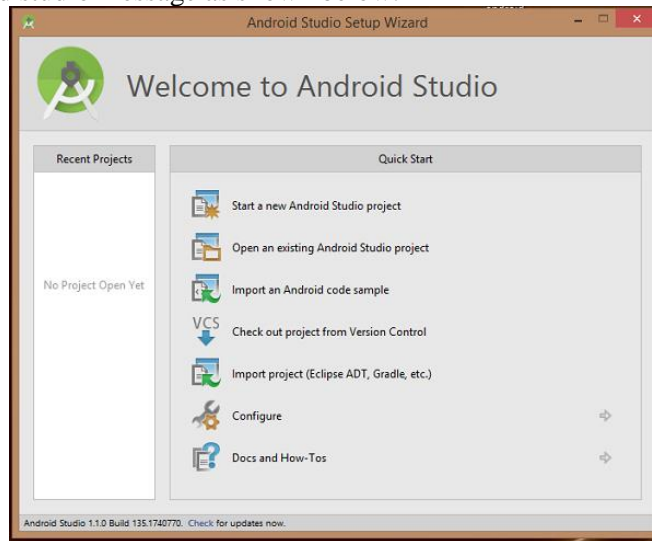 Android Studio Setup Wizard
Welcome to Android Studio
Recent Projects
No Project Open Yet
Quick Start
Start a new Android Studio project
Open an existing Android Studio project
Import an Android code sample
VCS
Check out project from Version Control
Import project (Eclipse ADT, Gradle, etc.)
Configure
Docs and How-Tos
Android Studio 1.1.0 Build 135.1740770. Check for updates now.